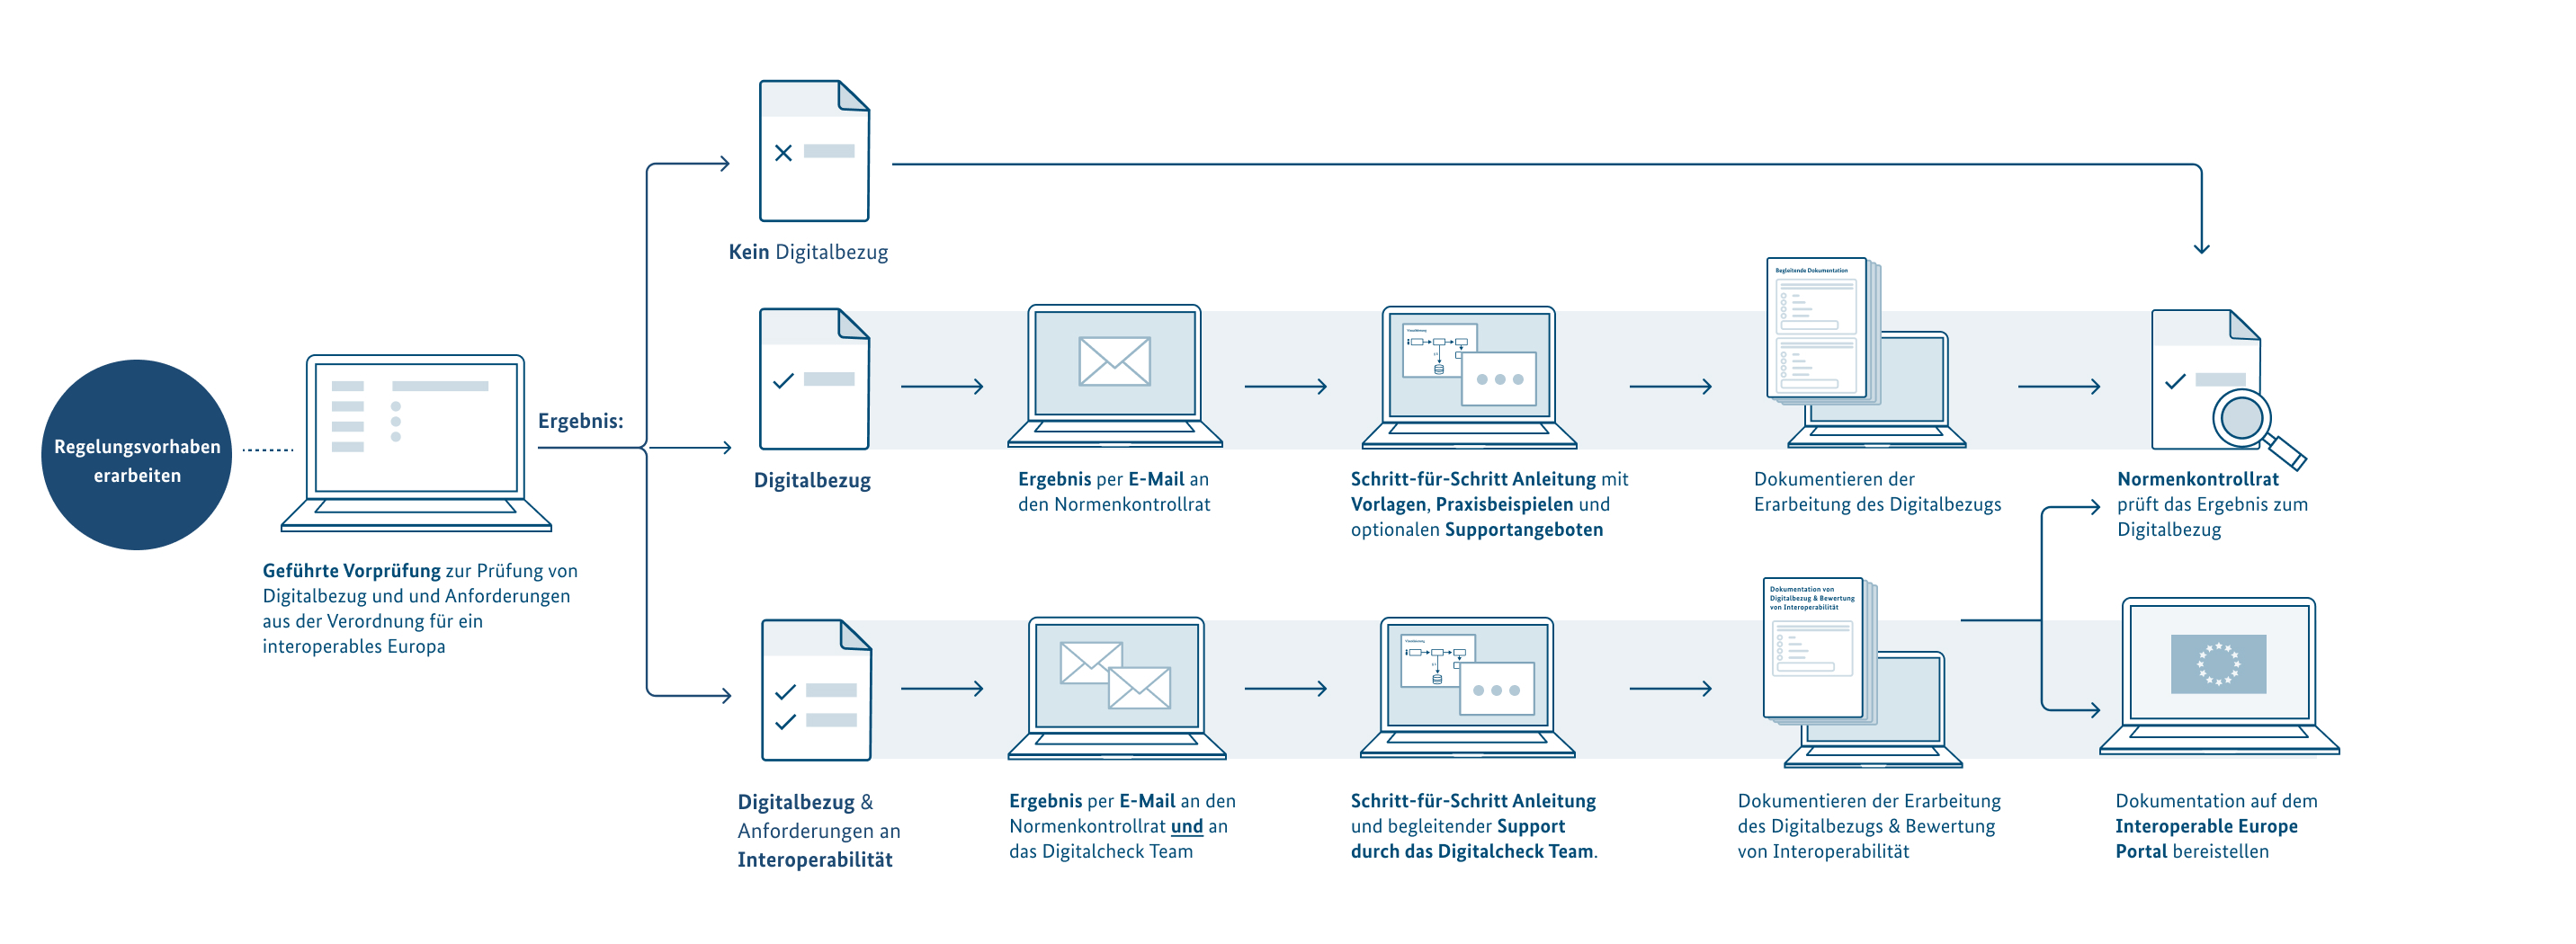 Kein Digitalbezug
Regelungsvorhaben
erarbeiten
Geführte Vorprüfung zur Prüfung von
Digitalbezug und und Anforderungen
aus der Verordnung für ein
interoperables Europa
Ergebnis:
Digitalbezug
Ergebnis per E-Mail an
den Normenkontrollrat
Schritt-für-Schritt Anleitung mit
Vorlagen, Praxisbeispielen und
optionalen Supportangeboten
Begleitende Dokumentation
Dokumentieren der
Erarbeitung des Digitalbezugs
Normenkontrollrat
prüft das Ergebnis zum
Digitalbezug
Digitalbezug &
Anforderungen an
Interoperabilität
Ergebnis per E-Mail an den
Normenkontrollrat und an
das Digitalcheck Team
Schritt-für-Schritt Anleitung
und begleitender Support
durch das Digitalcheck Team.
Dokumentation von
Digitalbezug & Bewertung
von Interoperabilität
Dokumentieren der Erarbeitung
des Digitalbezugs & Bewertung
von Interoperabilität
Dokumentation auf dem
Interoperable Europe
Portal bereistellen